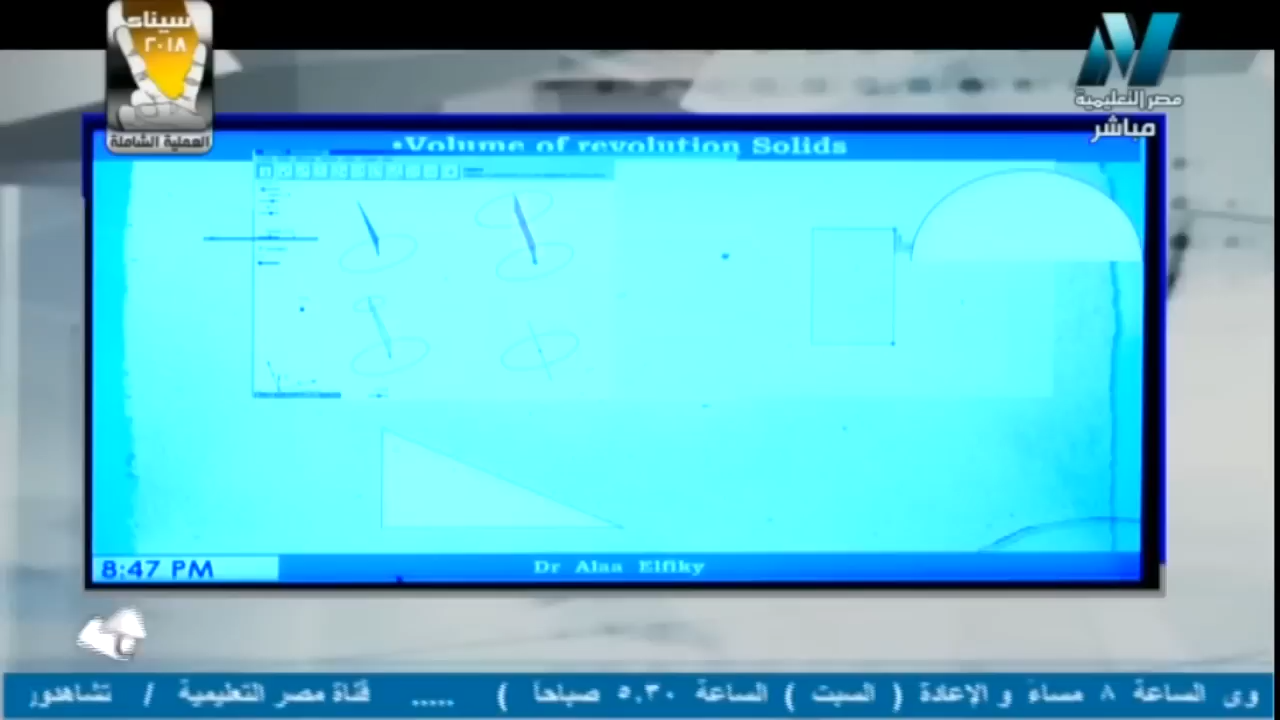 سيناء
٢٠١٨
العملية الشاملة
مصر التعليمية
مباشر
•Volume of revolution Solids
8:47 PM
Dr Alaa Elfiky
وى الساعة ٨ مساءً و الإعادة ( السبت ) الساعة ٥,٣٠ صباحاً ) ..... قناة مصر التعليمية / تشاهدور